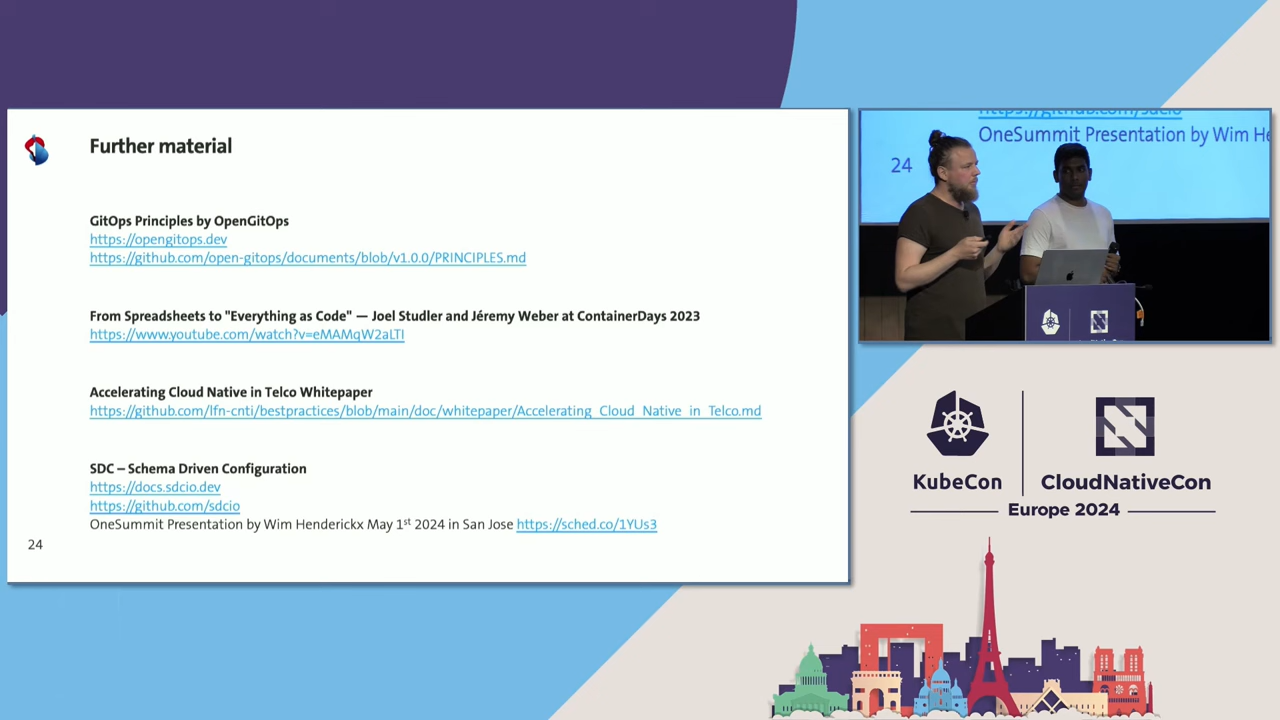 Further material
GitOps Principles by OpenGitOps
https://opengitops.dev
https://github.com/open-gitops/documents/blob/v1.0.0/PRINCIPLES.md
From Spreadsheets to "Everything as Code" — Joel Studler and Jéremy Weber at ContainerDays 2023
https://www.youtube.com/watch?v=eMAMqW2aLTI
Accelerating Cloud Native in Telco Whitepaper
https://github.com/lfn-cnti/bestpractices/blob/main/doc/whitepaper/Accelerating_Cloud_Native_in_Telco.md
SDC – Schema Driven Configuration
https://docs.sdcio.dev
https://github.com/sdcio
OneSummit Presentation by Wim Henderickx May 1st 2024 in San Jose https://sched.co/1YUs3
24
https://github.com/sdcio
OneSummit Presentation by Wim He
24
KubeCon
CloudNativeCon
Europe 2024